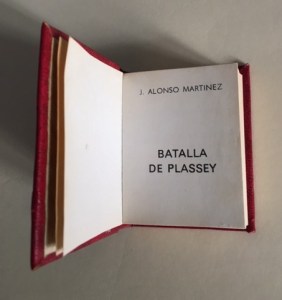 J. ALONSO MARTINEZ
BATALLA
DE PLASSEY